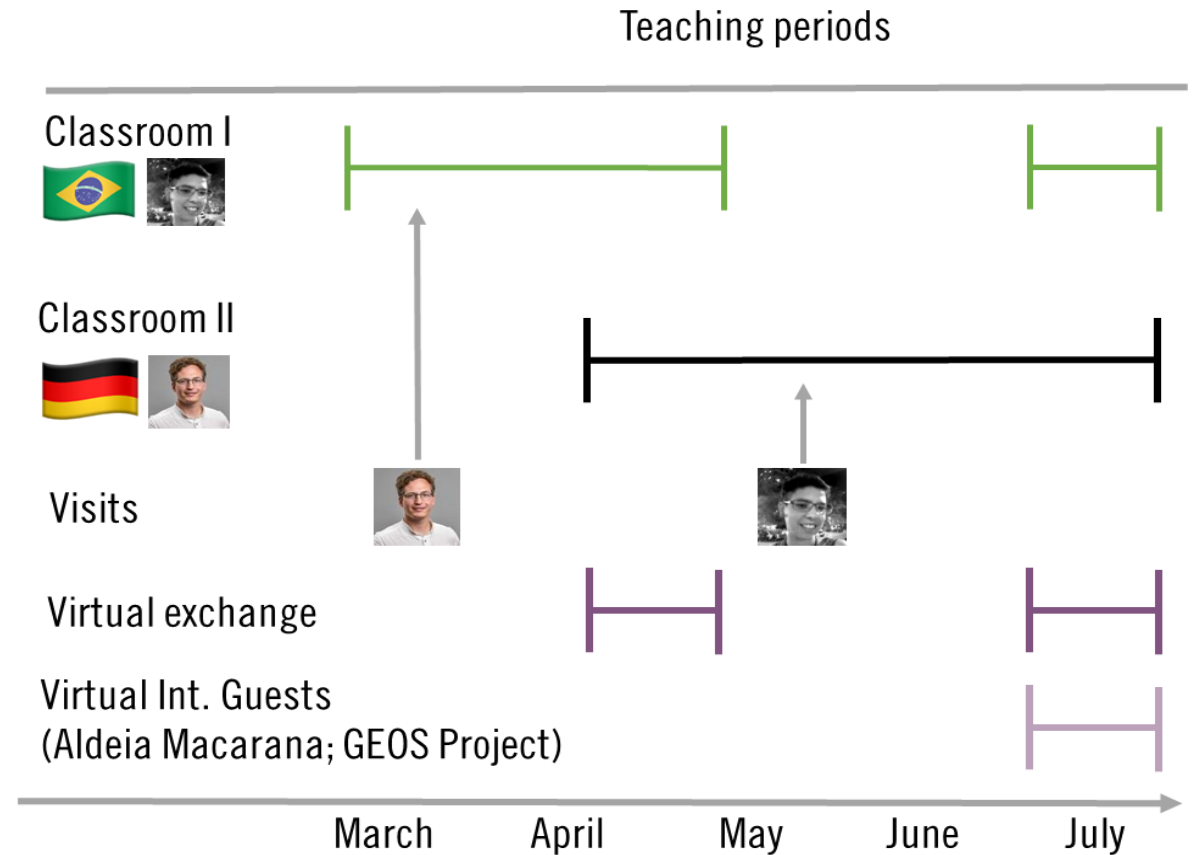 Teaching periods
Classroom I
Classroom II
Visits
Virtual exchange
Virtual Int. Guests
(Aldeia Macarana; GEOS Project)
March April May June July